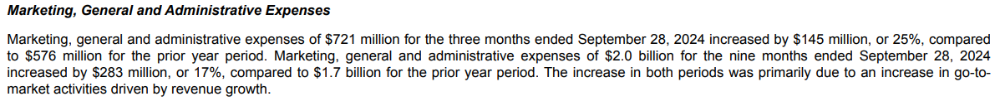 Marketing, General and Administrative Expenses
Marketing, general and administrative expenses of $721 million for the three months ended September 28, 2024 increased by $145 million, or 25%, compared
to $576 million for the prior year period. Marketing, general and administrative expenses of $2.0 billion for the nine months ended September 28, 2024
increased by $283 million, or 17%, compared to $1.7 billion for the prior year period. The increase in both periods was primarily due to an increase in go-to-
market activities driven by revenue growth.